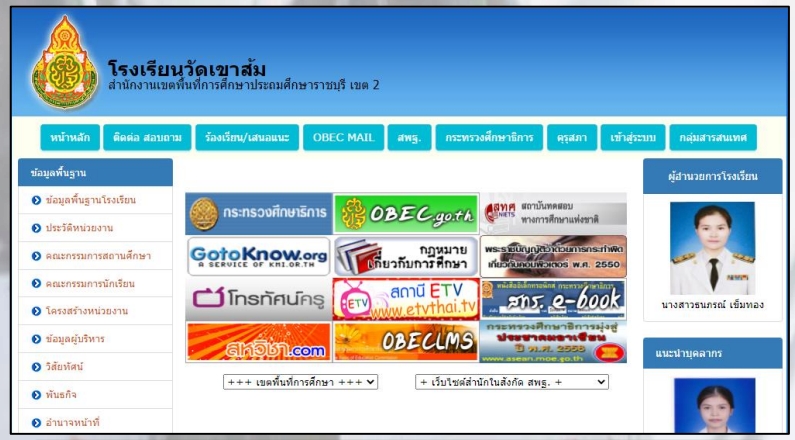 โรงเรียนวัดเขาส้ม
สำนักงานเขตพื้นที่การศึกษาประถมศึกษาราชบุรี เขต 2
หน้าหลัก
ติดต่อ สอบถาม
ร้องเรียน/เสนอแนะ
OBEC MAIL
สพฐ.
กระทรวงศึกษาธิการ
คุรุสภา
เข้าสู่ระบบ
กลุ่มสารสนเทศ
ข้อมูลพื้นฐาน
ข้อมูลพื้นฐานโรงเรียน
ประวัติหน่วยงาน
คณะกรรมการสถานศึกษา
คณะกรรมการนักเรียน
โครงสร้างหน่วยงาน
ข้อมูลผู้บริหาร
วิสัยทัศน์
พันธกิจ
อำนาจหน้าที่
กระทรวงศึกษาธิการ
OBEC.go.th
สทศ
NIETS
สถาบันทดสอบ
ทางการศึกษาแห่งชาติ
GotoKnow.org
A SERVICE OF KMI.OR.TH
กฎหมาย
เกี่ยวกับการศึกษา
พระราชบัญญัติว่าด้วยการกระทำผิด
เกี่ยวกับคอมพิวเตอร์ พ.ศ. 2550
โทรทัศน์ครู
ETV
สถานี ETV
www.etvthai.tv
สพร. e-book
สหวิชา.com
OBECLMS
กระทรวงศึกษาธิการมุ่งสู่
ประชาคมอาเซียน
ปี พ.ศ. 2558
www.asean.moe.go.th
+++ เขตพื้นที่การศึกษา +++
+ เว็บไซต์สำนักในสังกัด สพฐ. +
ผู้อำนวยการโรงเรียน
นางสาวธนภรณ์ เข็มทอง
แนะนำบุคลากร